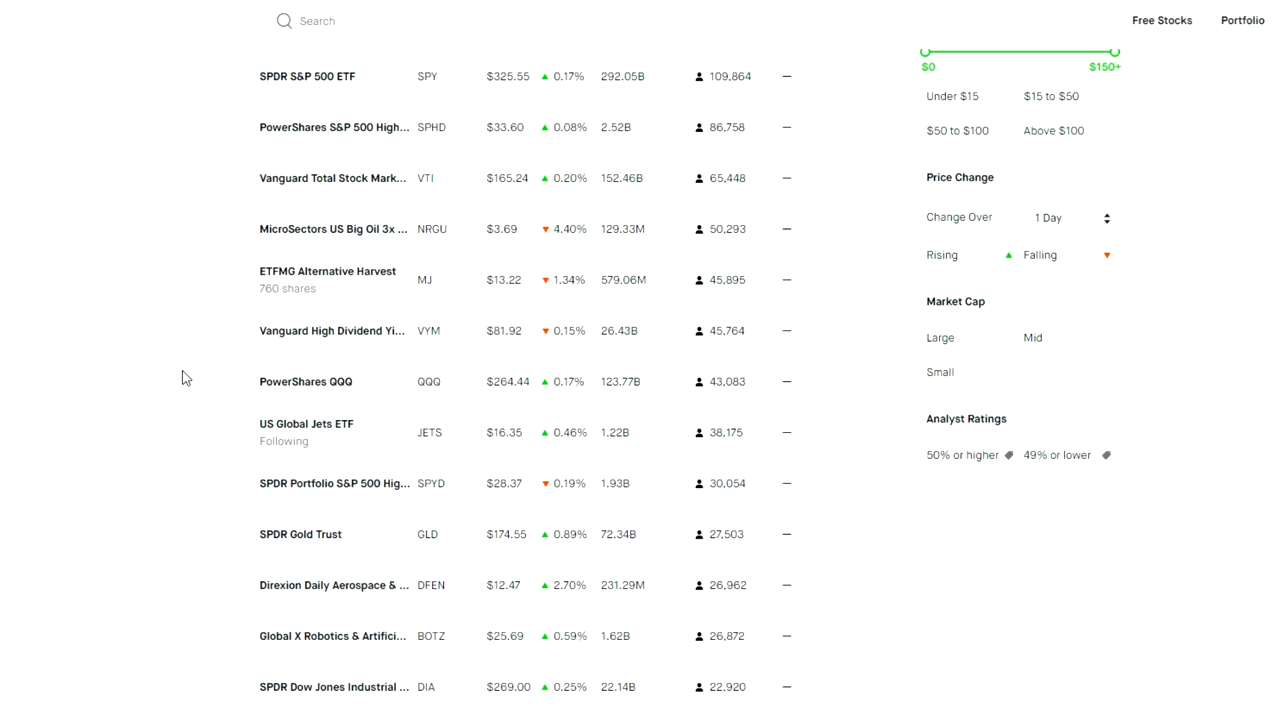 Search
Free Stocks Portfolio
$0 $150+
SPDR S&P 500 ETF SPY $325.55 0.17% 292.05B 109,864 —
Under $15 $15 to $50
PowerShares S&P 500 High... SPHD $33.60 0.08% 2.52B 86,758 —
$50 to $100 Above $100
Vanguard Total Stock Mark... VTI $165.24 0.20% 152.46B 65,448 —
Price Change
Change Over 1 Day
MicroSectors US Big Oil 3x ... NRGU $3.69 4.40% 129.33M 50,293 —
Rising Falling
ETFMG Alternative Harvest
760 shares
MJ $13.22 1.34% 579.06M 45,895 —
Market Cap
Vanguard High Dividend Yi... VYM $81.92 0.15% 26.43B 45,764 —
Large Mid
Small
PowerShares QQQ QQQ $264.44 0.17% 123.77B 43,083 —
Analyst Ratings
US Global Jets ETF
Following
JETS $16.35 0.46% 1.22B 38,175 —
50% or higher 49% or lower
SPDR Portfolio S&P 500 Hig... SPYD $28.37 0.19% 1.93B 30,054 —
SPDR Gold Trust GLD $174.55 0.89% 72.34B 27,503 —
Direxion Daily Aerospace & ... DFEN $12.47 2.70% 231.29M 26,962 —
Global X Robotics & Artifici... BOTZ $25.69 0.59% 1.62B 26,872 —
SPDR Dow Jones Industrial ... DIA $269.00 0.25% 22.14B 22,920 —